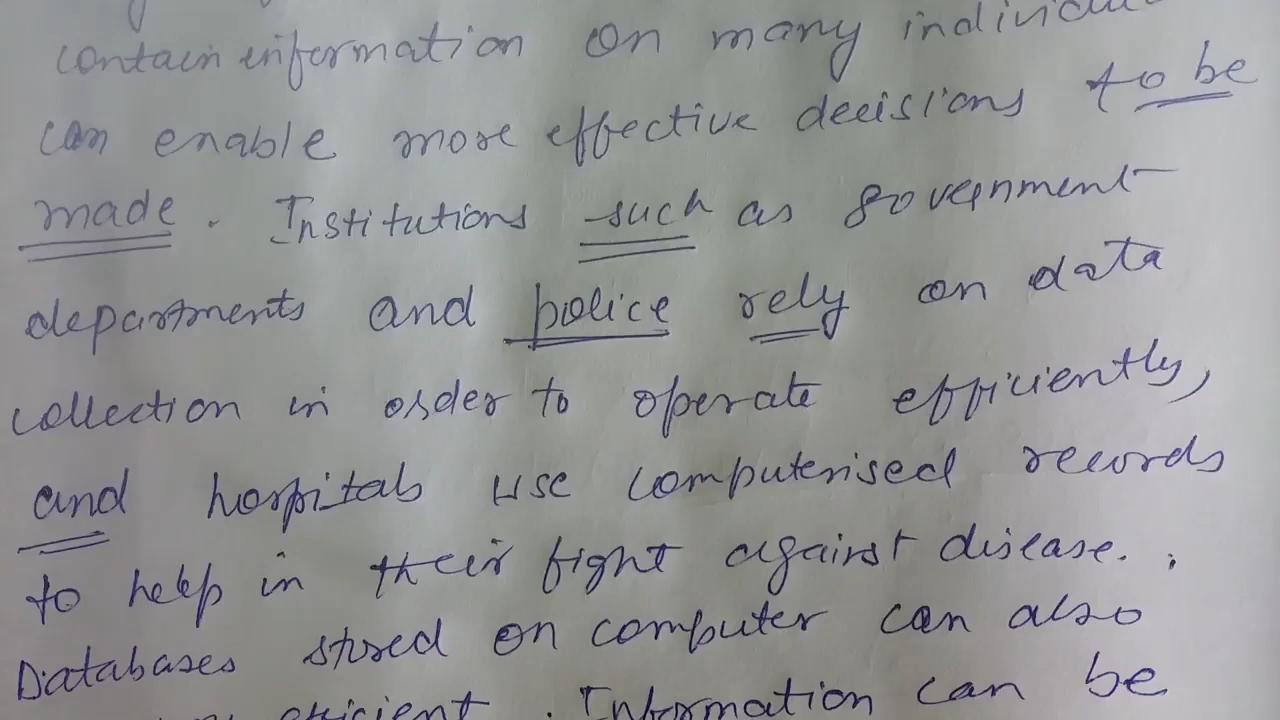 contain information on many
can enable more effective decisions to be
made. Institutions such as government
departments and police rely on data
collection in order to operate efficiently,
and hospitals use computerised records
to help in their fight against disease.
Databases stored on computer can also
efficient. Information can be